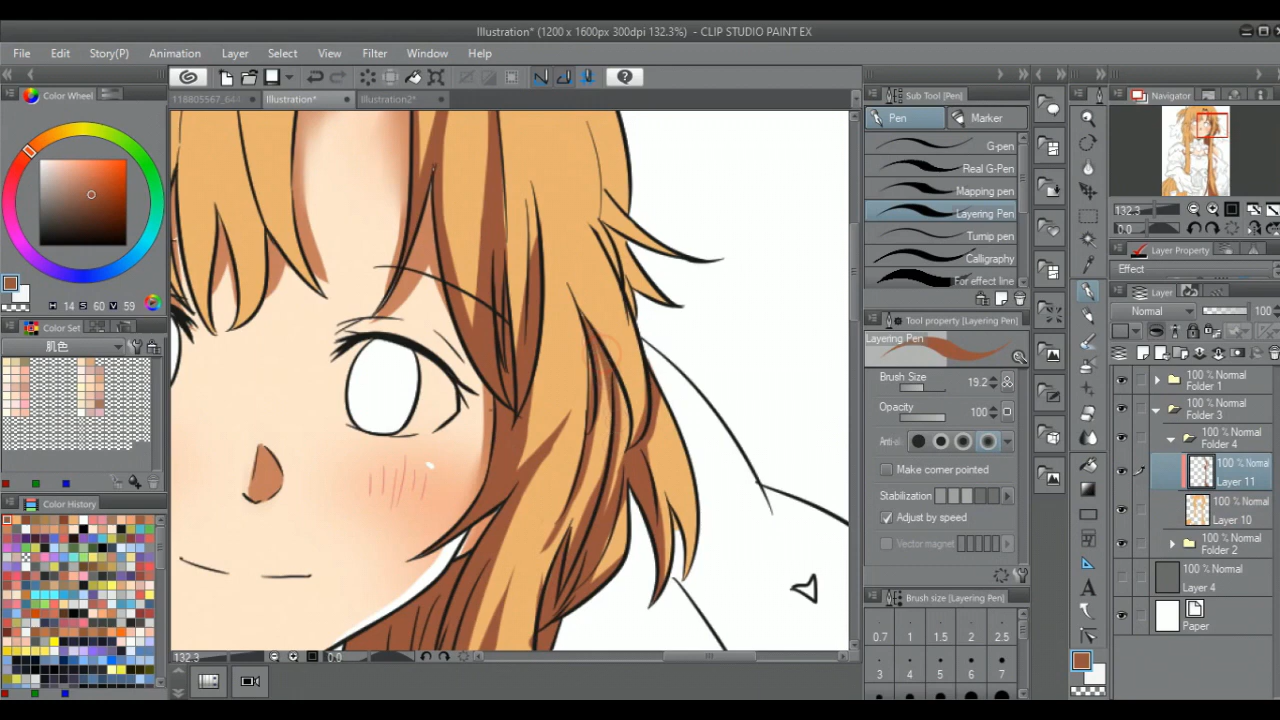 Illustration* (1200 x 1600px 300dpi 132.3%) - CLIP STUDIO PAINT EX
File Edit Story(P) Animation Layer Select View Filter Window Help
Color Wheel
118805567_644
Illustration*
Illustration2*
Sub Tool [Pen]
Navigator
Pen
Marker
G-pen
Real G-Pen
Mapping pen
Layering Pen
Turnip pen
Calligraphy
For effect line
132.3
0.0
Layer Property
Effect
H 14 S 60 V 59
Color Set
肌色
Tool property [Layering Pen]
Layering Pen
Brush Size 19.2
Opacity 100
Anti-al
Make corner pointed
Stabilization
Adjust by speed
Vector magnet
Layer
Normal 100
100 % Normal
Folder 1
100 % Normal
Folder 3
100 % Normal
Folder 4
100 % Normal
Layer 11
100 % Normal
Layer 10
100 % Normal
Folder 2
100 % Normal
Layer 4
Paper
Color History
Brush size [Layering Pen]
0.7 1 1.5 2 2.5
3 4 5 6 7
132.3 0.0